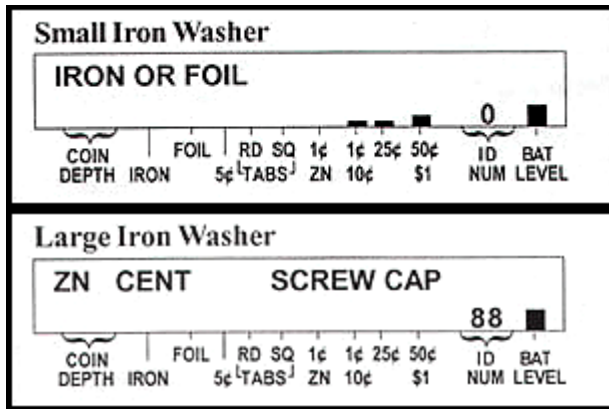 Small Iron Washer
IRON OR FOIL
0
COIN DEPTH IRON FOIL 5¢ RD SQ TABS 1¢ ZN 1¢ 10¢ 25¢ 50¢ $1 ID NUM BAT LEVEL
Large Iron Washer
ZN CENT SCREW CAP
88
COIN DEPTH IRON FOIL 5¢ RD SQ TABS 1¢ ZN 1¢ 10¢ 25¢ 50¢ $1 ID NUM BAT LEVEL